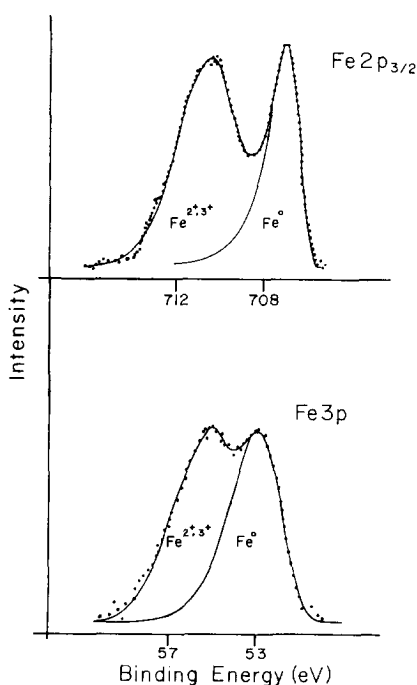 Fe2p3/2
Fe2+,3+
Fe°
712
708
Intensity
Fe3p
Fe2+,3+
Fe°
57
53
Binding Energy (eV)